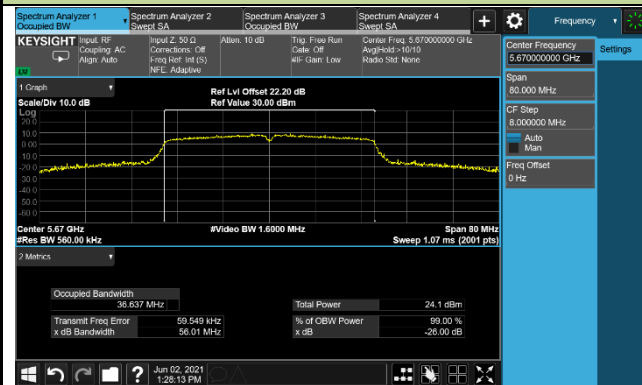 Spectrum Analyzer 1
Occupied BW
Spectrum Analyzer 2
Swept SA
Spectrum Analyzer 3
Occupied BW
Spectrum Analyzer 4
Swept SA
+
Frequency
KEYSIGHT
Input: RF
Coupling: AC
Align: Auto
Input Z: 50 Ω
Corrections: Off
Freq Ref: Int (S)
NFE: Adaptive
Atten: 10 dB
Trig: Free Run
Gate: Off
#IF Gain: Low
Center Freq: 5.670000000 GHz
Avg|Hold:>10/10
Radio Std: None
Center Frequency
5.670000000 GHz
Settings
Span
80.000 MHz
CF Step
8.000000 MHz
Auto
Man
Freq Offset
0 Hz
LXI
1 Graph
Scale/Div 10.0 dB
Ref Lvl Offset 22.20 dB
Ref Value 30.00 dBm
Log
20.0
10.0
0.00
-10.0
-20.0
-30.0
-40.0
-50.0
-60.0
Center 5.67 GHz
#Res BW 560.00 kHz
#Video BW 1.6000 MHz
Span 80 MHz
Sweep 1.07 ms (2001 pts)
2 Metrics
Occupied Bandwidth
36.637 MHz
Total Power
24.1 dBm
Transmit Freq Error
59.549 kHz
% of OBW Power
99.00 %
x dB Bandwidth
56.01 MHz
x dB
-26.00 dB
?
Jun 02, 2021
1:28:13 PM